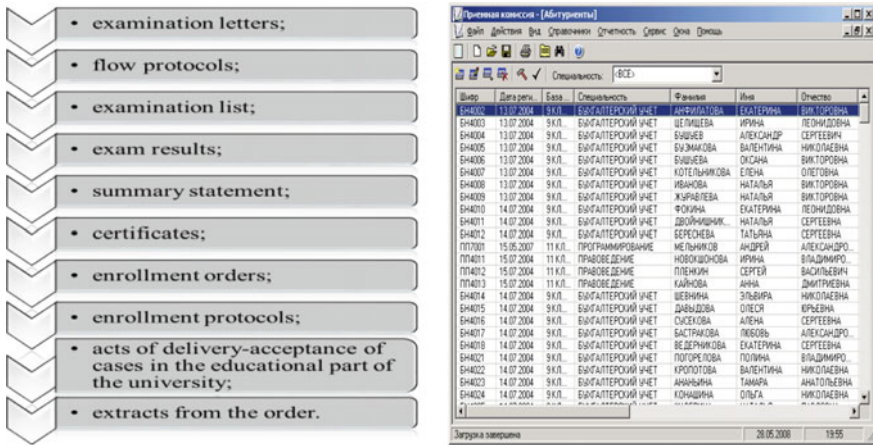 • examination letters;
• flow protocols;
• examination list;
• exam results;
• summary statement;
• certificates;
• enrollment orders;
• enrollment protocols;
• acts of delivery-acceptance of
cases in the educational part of
the university;
• extracts from the order.
Приемная комиссия - [Абитуриенты]
Файл Действия Вид Справочники Отчетность Сервис Окна Помощь
Специальность: <ВСЕ>
Шифр Дата реги... База ... Специальность Фамилия Имя Отчество
БН4002 13.07.2004 9 КЛ... БУХГАЛТЕРСКИЙ УЧЕТ АНФИЛАТОВА ЕКАТЕРИНА ВИКТОРОВНА
БН4003 13.07.2004 9 КЛ... БУХГАЛТЕРСКИЙ УЧЕТ ЦЕЛИЩЕВА ИРИНА ЛЕОНИДОВНА
БН4004 13.07.2004 9 КЛ... БУХГАЛТЕРСКИЙ УЧЕТ БУШУЕВ АЛЕКСАНДР СЕРГЕЕВИЧ
БН4005 13.07.2004 9 КЛ... БУХГАЛТЕРСКИЙ УЧЕТ БУЗМАКОВА ВАЛЕНТИНА НИКОЛАЕВНА
БН4006 13.07.2004 9 КЛ... БУХГАЛТЕРСКИЙ УЧЕТ БУШУЕВА ОКСАНА ВИКТОРОВНА
БН4007 13.07.2004 9 КЛ... БУХГАЛТЕРСКИЙ УЧЕТ КОТЕЛЬНИКОВА ЕЛЕНА ОЛЕГОВНА
БН4008 13.07.2004 9 КЛ... БУХГАЛТЕРСКИЙ УЧЕТ ИВАНОВА НАТАЛЬЯ ВИКТОРОВНА
БН4009 13.07.2004 9 КЛ... БУХГАЛТЕРСКИЙ УЧЕТ ЖУРАВЛЕВА НАТАЛЬЯ ВИКТОРОВНА
БН4010 14.07.2004 9 КЛ... БУХГАЛТЕРСКИЙ УЧЕТ ФОКИНА ЕКАТЕРИНА ЛЕОНИДОВНА
БН4011 14.07.2004 9 КЛ... БУХГАЛТЕРСКИЙ УЧЕТ ДВОЙНИШНИК... НАТАЛЬЯ СЕРГЕЕВНА
БН4012 14.07.2004 9 КЛ... БУХГАЛТЕРСКИЙ УЧЕТ БЕРЕСНЕВА ТАТЬЯНА СЕРГЕЕВНА
ПП7001 15.05.2007 11 КЛ... ПРОГРАММИРОВАНИЕ МЕЛЬНИКОВ АНДРЕЙ АЛЕКСАНДРО...
ПП4011 15.07.2004 11 КЛ... ПРАВОВЕДЕНИЕ НОВОКШОНОВА ИРИНА ВЛАДИМИРО...
ПП4012 15.07.2004 11 КЛ... ПРАВОВЕДЕНИЕ ПЛЕНКИН СЕРГЕЙ ВАСИЛЬЕВИЧ
ПП4013 15.07.2004 11 КЛ... ПРАВОВЕДЕНИЕ КАЙНОВА АННА ДМИТРИЕВНА
БН4014 14.07.2004 9 КЛ... БУХГАЛТЕРСКИЙ УЧЕТ ШЕВНИНА ЭЛЬВИРА НИКОЛАЕВНА
БН4015 14.07.2004 9 КЛ... БУХГАЛТЕРСКИЙ УЧЕТ ДАВЫДОВА ОЛЕСЯ ЮРЬЕВНА
БН4016 14.07.2004 9 КЛ... БУХГАЛТЕРСКИЙ УЧЕТ СУСЕКОВА АЛЕНА СЕРГЕЕВНА
БН4017 14.07.2004 9 КЛ... БУХГАЛТЕРСКИЙ УЧЕТ БАСТРАКОВА ЛЮБОВЬ АЛЕКСАНДРО...
БН4018 14.07.2004 9 КЛ... БУХГАЛТЕРСКИЙ УЧЕТ ВЕДЕРНИКОВА ЕКАТЕРИНА СЕРГЕЕВНА
БН4021 14.07.2004 9 КЛ... БУХГАЛТЕРСКИЙ УЧЕТ ПОГОРЕЛОВА ПОЛИНА ВЛАДИМИРО...
БН4022 14.07.2004 9 КЛ... БУХГАЛТЕРСКИЙ УЧЕТ КРОПОТОВА ВАЛЕНТИНА НИКОЛАЕВНА
БН4023 14.07.2004 9 КЛ... БУХГАЛТЕРСКИЙ УЧЕТ АНАНЬИНА ТАМАРА АНАТОЛЬЕВНА
БН4024 14.07.2004 9 КЛ... БУХГАЛТЕРСКИЙ УЧЕТ КОНАШИНА ОЛЬГА НИКОЛАЕВНА
Загрузка завершена 28.05.2008 19:55